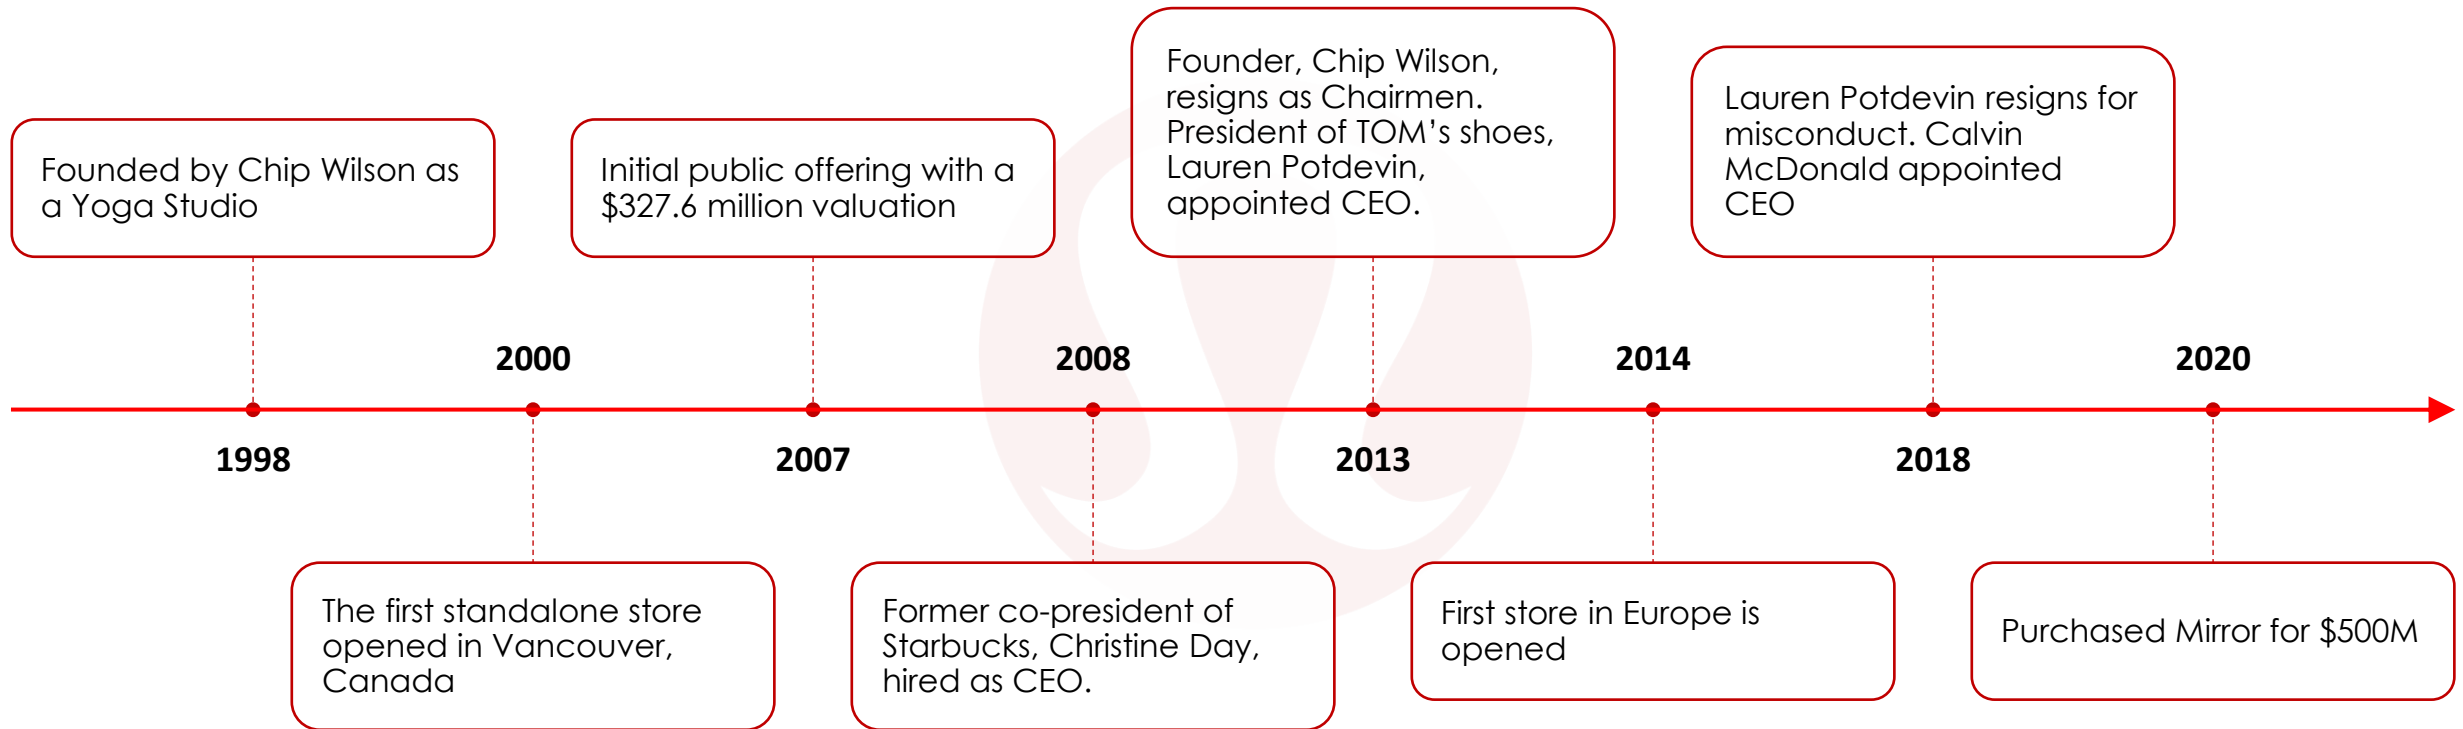 Founded by Chip Wilson as
a Yoga Studio
Initial public offering with a
$327.6 million valuation
Founder, Chip Wilson,
resigns as Chairmen.
President of TOM’s shoes,
Lauren Potdevin,
appointed CEO.
Lauren Potdevin resigns for
misconduct. Calvin
McDonald appointed
CEO
2000
2008
2014
2020
1998
2007
2013
2018
The first standalone store
opened in Vancouver,
Canada
Former co-president of
Starbucks, Christine Day,
hired as CEO.
First store in Europe is
opened
Purchased Mirror for $500M